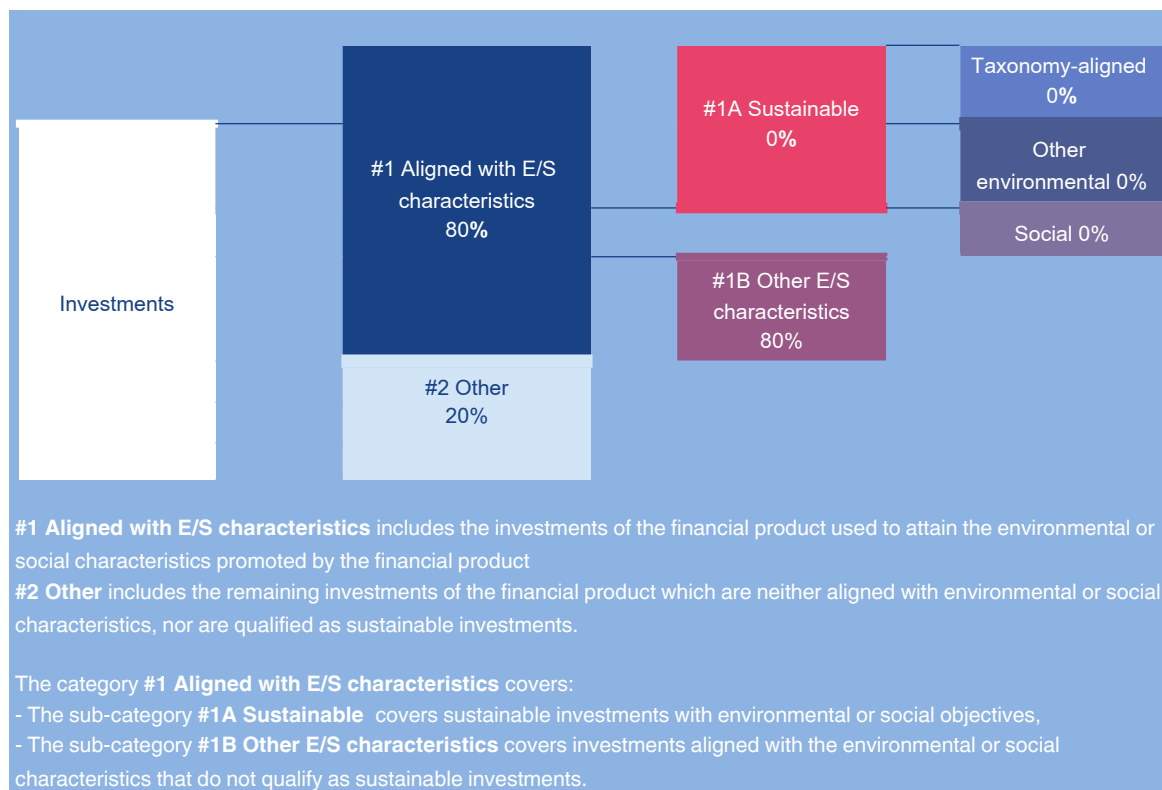 Investments
#1 Aligned with E/S
characteristics
80%
#2 Other
20%
#1A Sustainable
0%
#1B Other E/S
characteristics
80%
Taxonomy-aligned
0%
Other
environmental 0%
Social 0%
#1 Aligned with E/S characteristics includes the investments of the financial product used to attain the environmental or
social characteristics promoted by the financial product
#2 Other includes the remaining investments of the financial product which are neither aligned with environmental or social
characteristics, nor are qualified as sustainable investments.
The category #1 Aligned with E/S characteristics covers:
- The sub-category #1A Sustainable covers sustainable investments with environmental or social objectives,
- The sub-category #1B Other E/S characteristics covers investments aligned with the environmental or social
characteristics that do not qualify as sustainable investments.